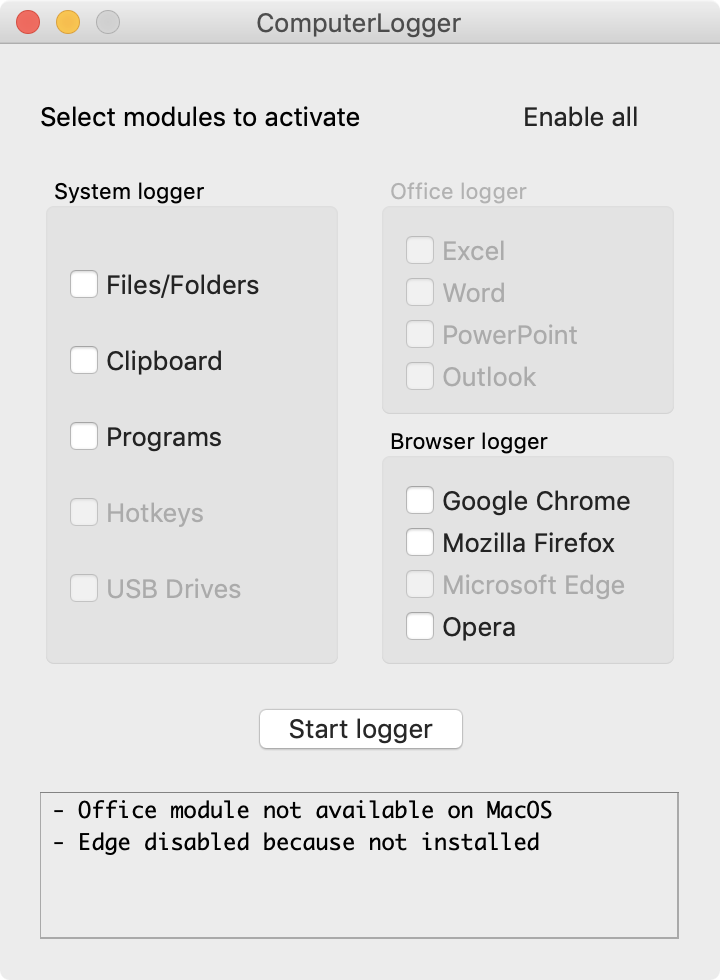 ComputerLogger
Select modules to activate
Enable all
System logger
Files/Folders
Clipboard
Programs
Hotkeys
USB Drives
Office logger
Excel
Word
PowerPoint
Outlook
Browser logger
Google Chrome
Mozilla Firefox
Microsoft Edge
Opera
Start logger
- Office module not available on MacOS
- Edge disabled because not installed